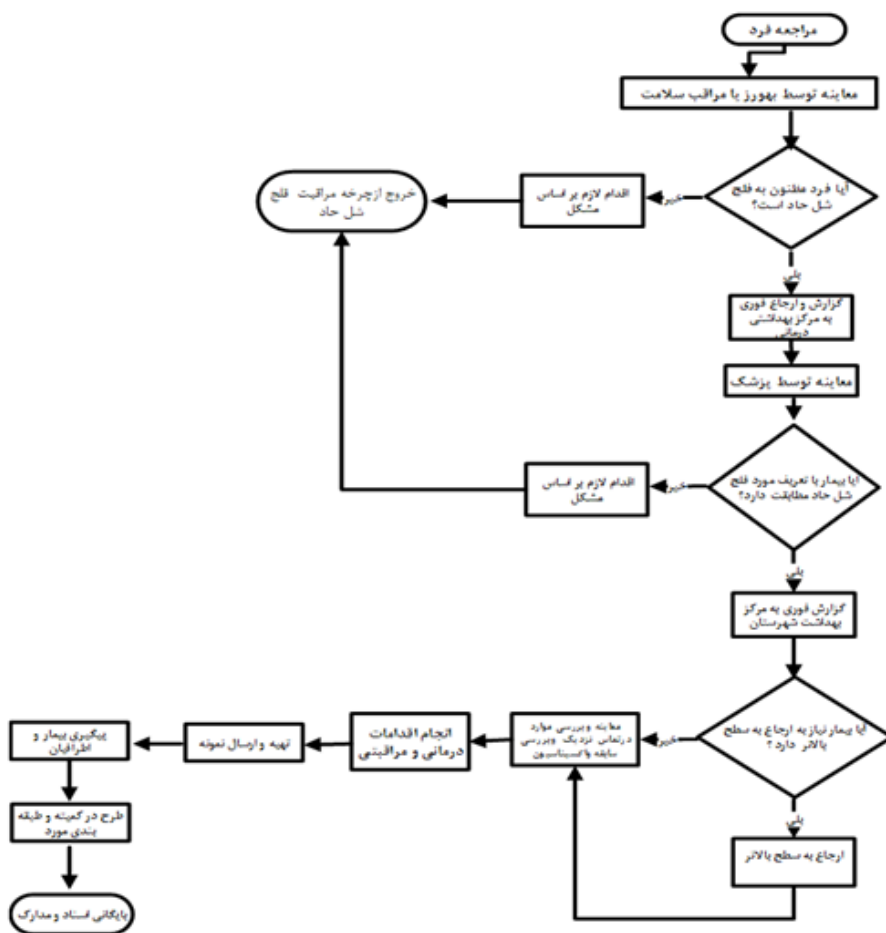 مراجعه فرد
معاینه توسط بهورز یا مراقب سلامت
آیا فرد مظنون به فلج
شل حاد است؟
خیر
اقدام لازم بر اساس
مشکل
خروج ازچرخه مراقبت فلج
شل حاد
بلی
گزارش و ارجاع فوری
به مرکز بهداشتی
درمانی
معاینه توسط پزشک
آیا بیمار با تعریف مورد فلج
شل حاد مطابقت دارد؟
خیر
اقدام لازم بر اساس
مشکل
بلی
گزارش فوری به مرکز
بهداشت شهرستان
آیا بیمار نیاز به ارجاع به سطح
بالاتر دارد ؟
خیر
معاینه و بررسی موارد
درتماس نزدیک وبررسی
سابقه واکسیناسیون
انجام اقدامات
درمانی و مراقبتی
تهیه و ارسال نمونه
پیگیری بیمار و
اطرافیان
بلی
ارجاع به سطح بالاتر
طرح در کمیته و طبقه
بندی مورد
بایگانی اسناد و مدارک